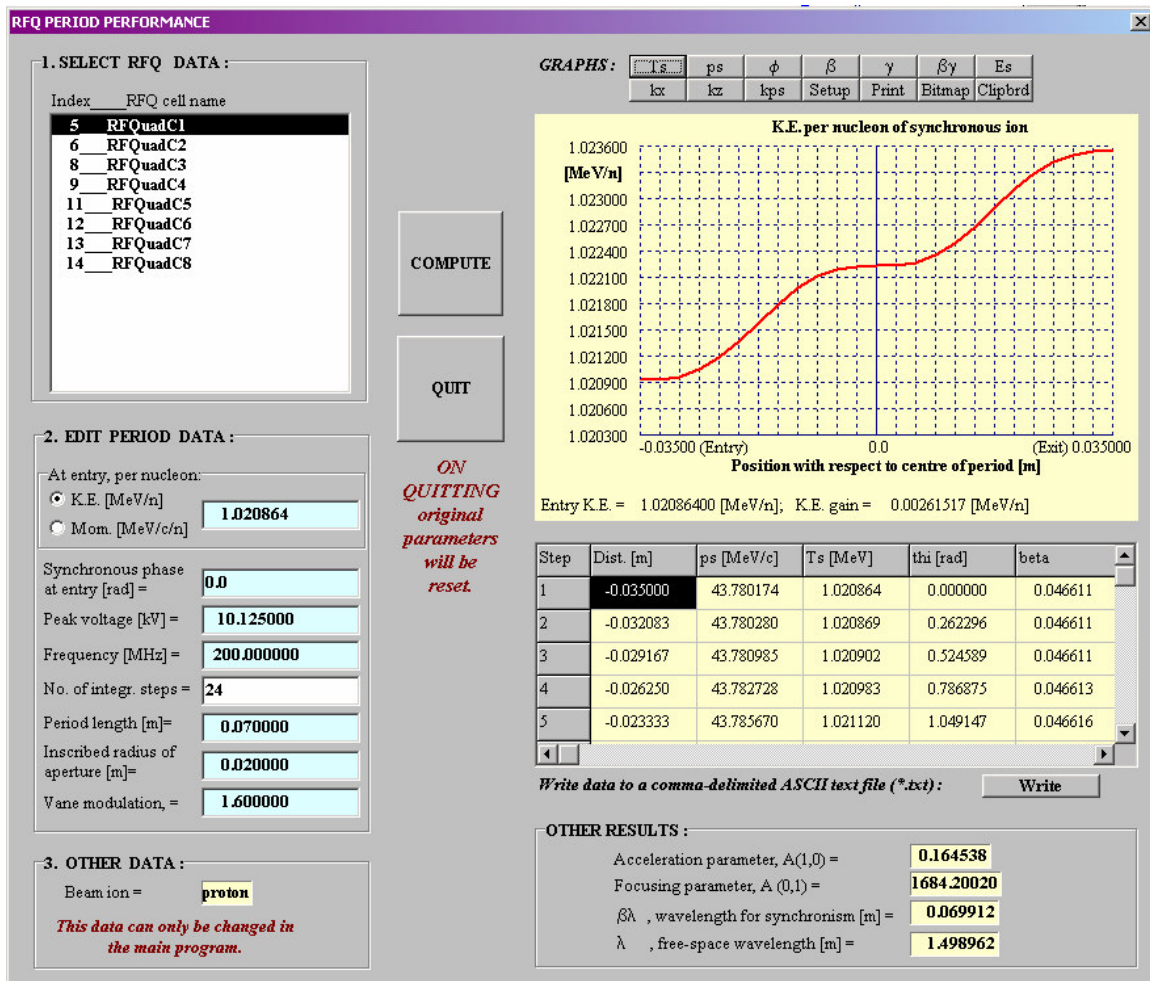 RFQ PERIOD PERFORMANCE
1. SELECT RFQ DATA :
Index____RFQ cell name
5___RFQuadC1
6___RFQuadC2
8___RFQuadC3
9___RFQuadC4
11___RFQuadC5
12___RFQuadC6
13___RFQuadC7
14___RFQuadC8
2. EDIT PERIOD DATA :
At entry, per nucleon:
K.E. [MeV/n]
Mom. [MeV/c/n]
1.020864
Synchronous phase
at entry [rad] =
0.0
Peak voltage [kV] = 10.125000
Frequency [MHz] = 200.000000
No. of integr. steps = 24
Period length [m]= 0.070000
Inscribed radius of
aperture [m]=
0.020000
Vane modulation, = 1.600000
3. OTHER DATA :
Beam ion = proton
This data can only be changed in
the main program.
COMPUTE
QUIT
ON
QUITTING
original
parameters
will be
reset.
GRAPHS : Ts ps ϕ β γ βγ Es
kx kz kps Setup Print Bitmap Clipbrd
K.E. per nucleon of synchronous ion
1.023600
[MeV/n]
1.023000
1.022700
1.022400
1.022100
1.021800
1.021500
1.021200
1.020900
1.020600
1.020300
-0.03500 (Entry) 0.0 (Exit) 0.035000
Position with respect to centre of period [m]
Entry K.E. = 1.02086400 [MeV/n]; K.E. gain = 0.00261517 [MeV/n]
Step Dist. [m] ps [MeV/c] Ts [MeV] thi [rad] beta
1 -0.035000 43.780174 1.020864 0.000000 0.046611
2 -0.032083 43.780280 1.020869 0.262296 0.046611
3 -0.029167 43.780985 1.020902 0.524589 0.046611
4 -0.026250 43.782728 1.020983 0.786875 0.046613
5 -0.023333 43.785670 1.021120 1.049147 0.046616
Write data to a comma-delimited ASCII text file (*.txt) : Write
OTHER RESULTS :
Acceleration parameter, A(1,0) = 0.164538
Focusing parameter, A (0,1) = 1684.20020
βλ , wavelength for synchronism [m] = 0.069912
λ , free-space wavelength [m] = 1.498962